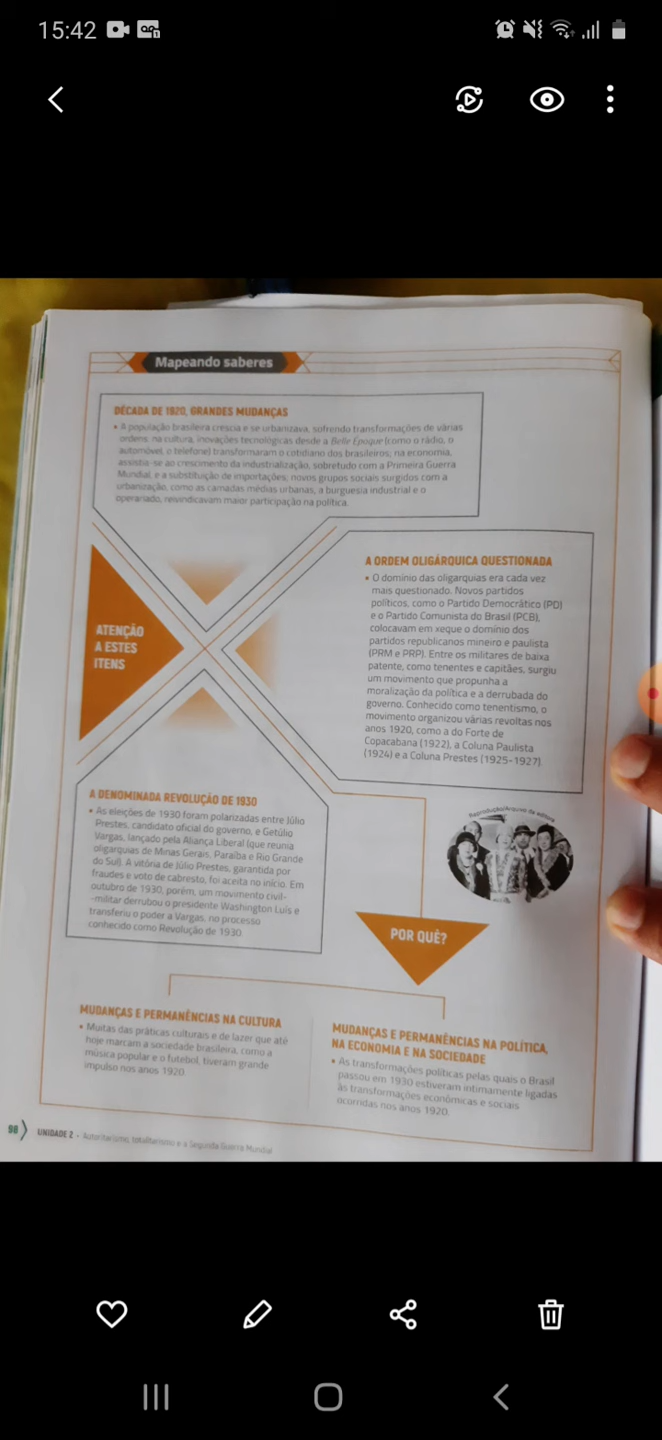 15:42
Mapeando saberes
DÉCADA DE 1920, GRANDES MUDANÇAS
• A população brasileira crescia e se urbanizava, sofrendo transformações de várias
ordens: na cultura, inovações tecnológicas desde a Belle Époque (como o rádio, o
automóvel, o telefone) transformaram o cotidiano dos brasileiros; na economia,
assistia-se ao crescimento da industrialização, sobretudo com a Primeira Guerra
Mundial, e a substituição de importações; novos grupos sociais surgidos com a
urbanização, como as camadas médias urbanas, a burguesia industrial e o
operariado, reivindicavam maior participação na política.
A ORDEM OLIGÁRQUICA QUESTIONADA
• O domínio das oligarquias era cada vez
mais questionado. Novos partidos
políticos, como o Partido Democrático (PD)
e o Partido Comunista do Brasil (PCB),
colocavam em xeque o domínio dos
partidos republicanos mineiro e paulista
(PRM e PRP). Entre os militares de baixa
patente, como tenentes e capitães, surgiu
um movimento que propunha a
moralização da política e a derrubada do
governo. Conhecido como tenentismo, o
movimento organizou várias revoltas nos
anos 1920, como a do Forte de
Copacabana (1922), a Coluna Paulista
(1924) e a Coluna Prestes (1925-1927)
ATENÇÃO
A ESTES
ITENS
A DENOMINADA REVOLUÇÃO DE 1930
• As eleições de 1930 foram polarizadas entre Júlio
Prestes, candidato oficial do governo, e Getúlio
Vargas, lançado pela Aliança Liberal (que reunia
oligarquias de Minas Gerais, Paraíba e Rio Grande
do Sul). A vitória de Júlio Prestes, garantida por
fraudes e voto de cabresto, foi aceita no início. Em
outubro de 1930, porém, um movimento civil-
-militar derrubou o presidente Washington Luís e
transferiu o poder a Vargas, no processo
conhecido como Revolução de 1930
Reprodução/Arquivo da editora
POR QUÊ?
MUDANÇAS E PERMANÊNCIAS NA CULTURA
• Muitas das práticas culturais e de lazer que até
hoje marcam a sociedade brasileira, como a
música popular e o futebol, tiveram grande
impulso nos anos 1920
MUDANÇAS E PERMANÊNCIAS NA POLÍTICA,
NA ECONOMIA E NA SOCIEDADE
• As transformações políticas pelas quais o Brasil
passou em 1930 estiveram intimamente ligadas
às transformações econômicas e sociais
ocorridas nos anos 1920.
98 UNIDADE 2 - Autoritarismo, totalitarismo e a Segunda Guerra Mundial